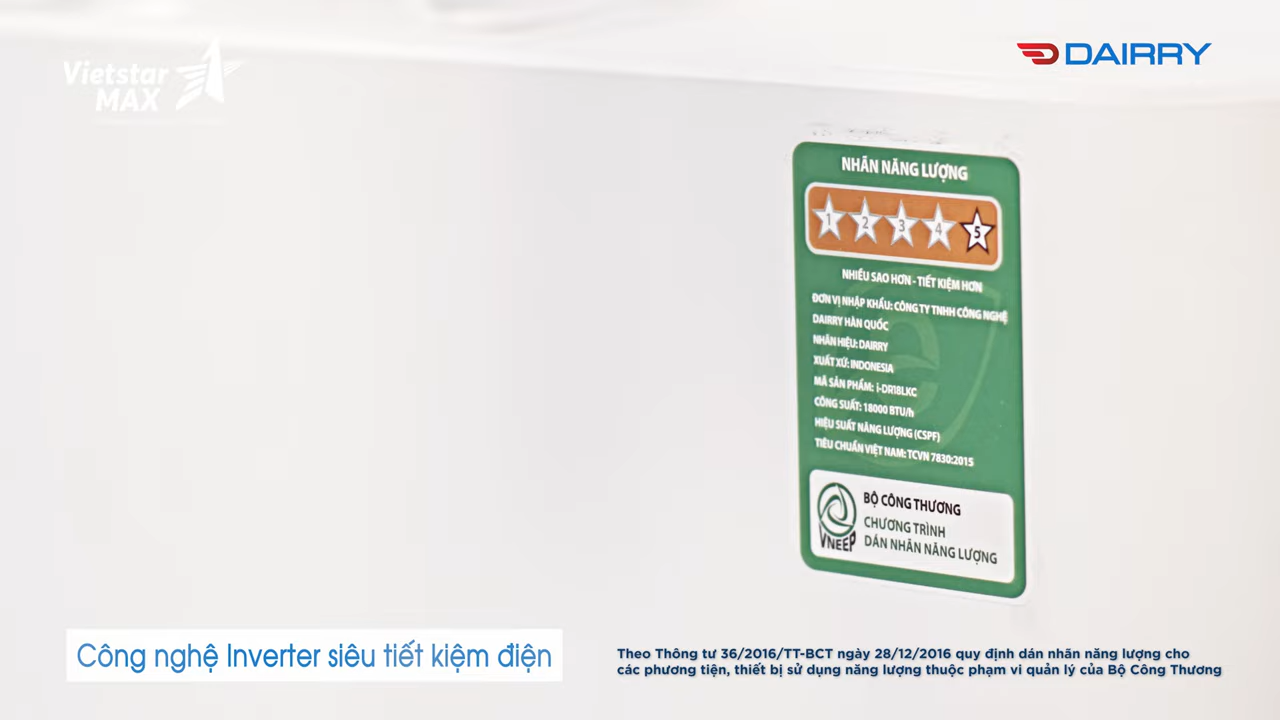 Vietstar
MAX
DAIRRY
NHÃN NĂNG LƯỢNG
1 2 3 4 5
NHIỀU SAO HƠN - TIẾT KIỆM HƠN
ĐƠN VỊ NHẬP KHẨU: CÔNG TY TNHH CÔNG NGHỆ
DAIRRY HÀN QUỐC
NHÃN HIỆU: DAIRRY
XUẤT XỨ: INDONESIA
MÃ SẢN PHẨM: i-DR18LKC
CÔNG SUẤT: 18000 BTU/h
HIỆU SUẤT NĂNG LƯỢNG (CSPF)
TIÊU CHUẨN VIỆT NAM: TCVN 7830:2015
VNEEP
BỘ CÔNG THƯƠNG
CHƯƠNG TRÌNH
DÁN NHÃN NĂNG LƯỢNG
Công nghệ Inverter siêu tiết kiệm điện
Theo Thông tư 36/2016/TT-BCT ngày 28/12/2016 quy định dán nhãn năng lượng cho
các phương tiện, thiết bị sử dụng năng lượng thuộc phạm vi quản lý của Bộ Công Thương